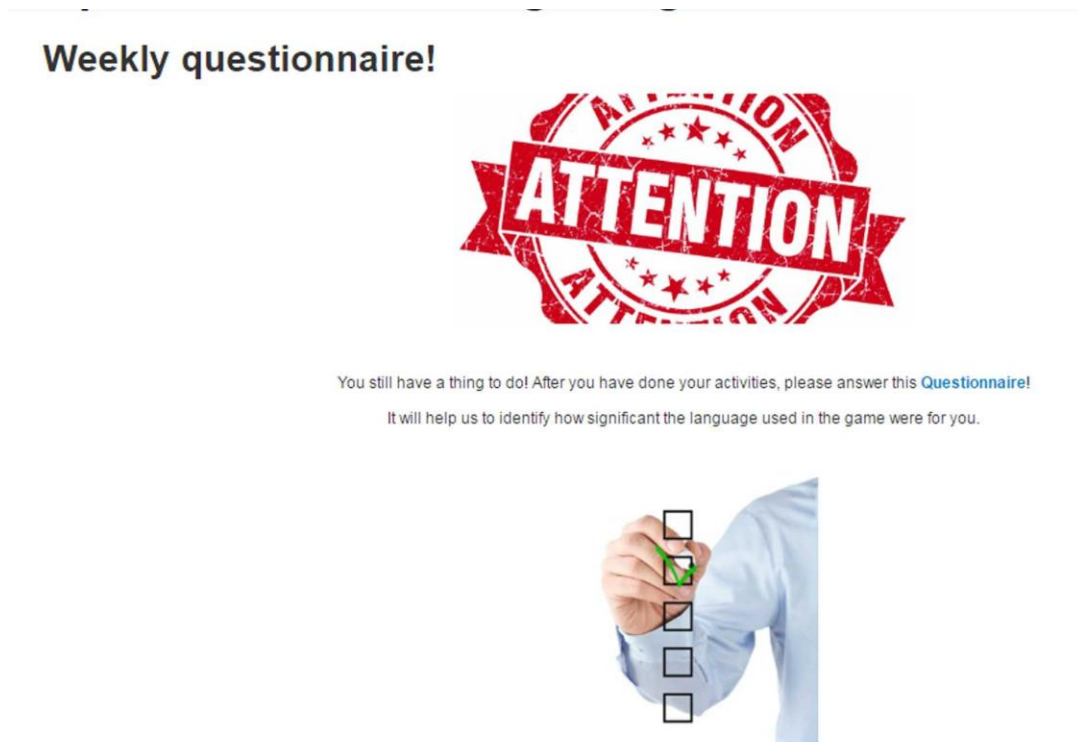 Weekly questionnaire!
ATTENTION
ATTENTION
ATTENTION
You still have a thing to do! After you have done your activities, please answer this Questionnaire!
It will help us to identify how significant the language used in the game were for you.